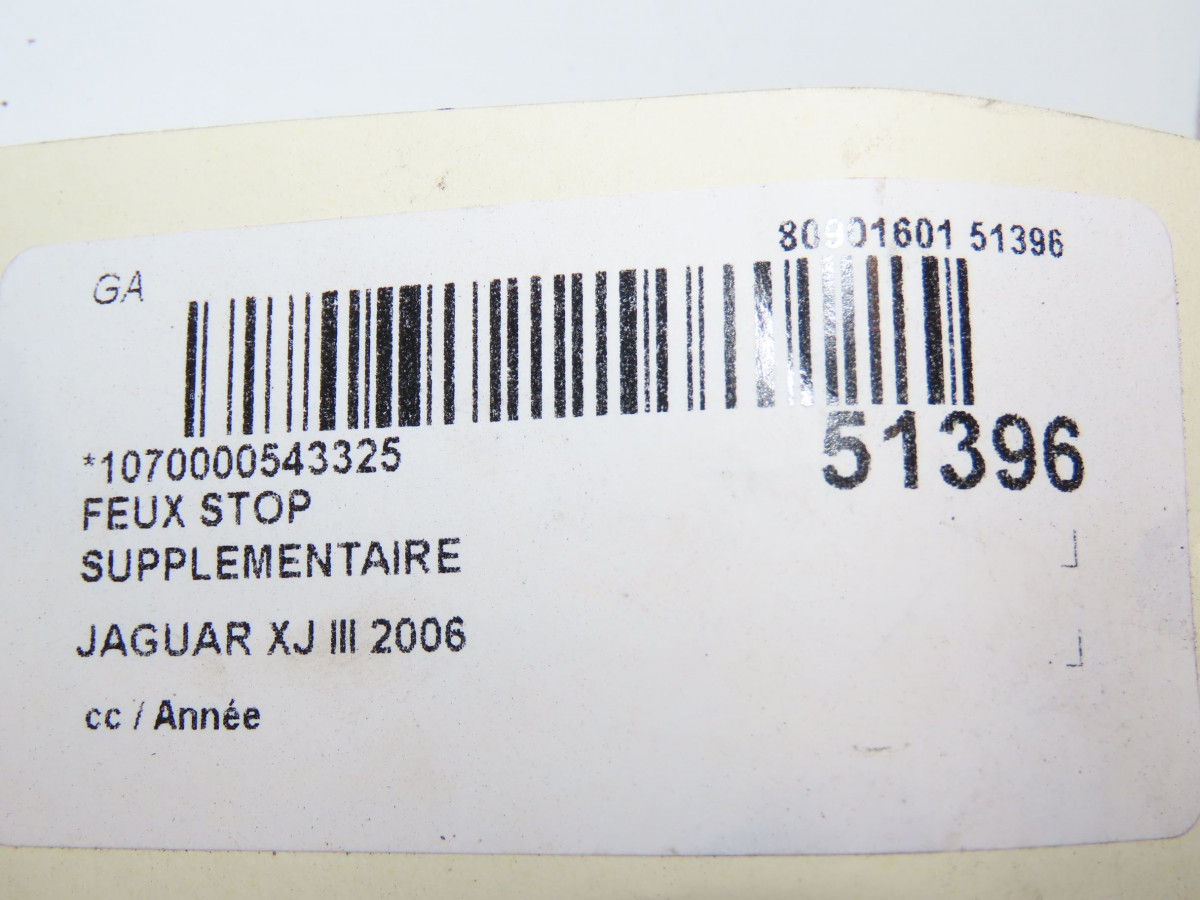 80901601 51396
GA
51396
*1070000543325
FEUX STOP
SUPPLEMENTAIRE
JAGUAR XJ III 2006
cc / Année